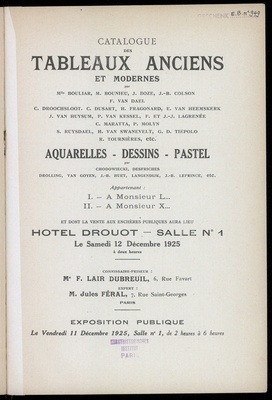 E.B. N° 949
CATALOGUE
DES
TABLEAUX ANCIENS
ET MODERNES
par
Mlle BOULIAR, M. BOUNIEU, J. BOZE, J.-B. COLSON
F. VAN DAEL
C. DROOCHSLOOT, C. DUSART, H. FRAGONARD, E. VAN HEEMSKERK
J. VAN HUYSUM, P. VAN KESSEL, V. ET J.-J. LAGRENÉE
C. MARATTA, P. MOLYN
S. RUYSDAEL, H. VAN SWANEVELT, G. D. TIEPOLO
R. TOURNIÈRES, etc.
AQUARELLES - DESSINS - PASTEL
par
CHODOWIECKI, DESFRICHES
DROLLING, VAN GOYEN, J.-B. HUET, LANGENDIJK, J.-B. LEPRINCE, ETC.
Appartenant :
I. — A Monsieur L...
II. — A Monsieur X...
ET DONT LA VENTE AUX ENCHÈRES PUBLIQUES AURA LIEU
HOTEL DROUOT — SALLE N° 1
Le Samedi 12 Décembre 1925
à deux heures
COMMISSAIRE-PRISEUR :
Me F. LAIR DUBREUIL, 6, Rue Favart
EXPERT :
M. Jules FÉRAL, 7, Rue Saint-Georges
PARIS
EXPOSITION PUBLIQUE
Le Vendredi 11 Décembre 1925, Salle n° 1, de 2 heures à 6 heures
PARIS